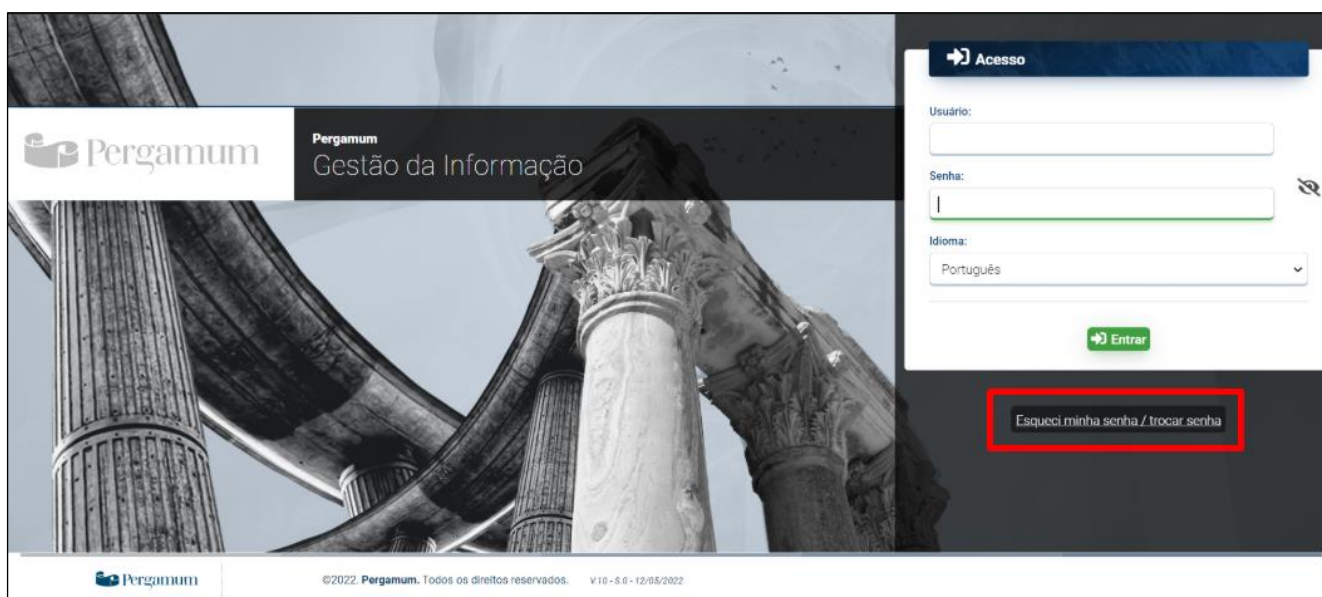 Pergamum
Pergamum
Gestão da Informação
Acesso
Usuário:
Senha:
Idioma:
Português
Entrar
Esqueci minha senha / trocar senha
Pergamum
©2022. Pergamum. Todos os direitos reservados. V.10 - S.0 - 12/05/2022